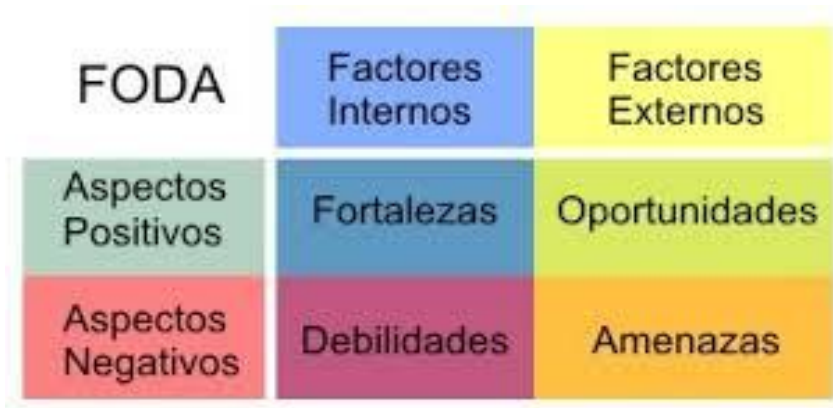 FODA
Factores
Internos
Factores
Externos
Aspectos
Positivos
Fortalezas
Oportunidades
Aspectos
Negativos
Debilidades
Amenazas